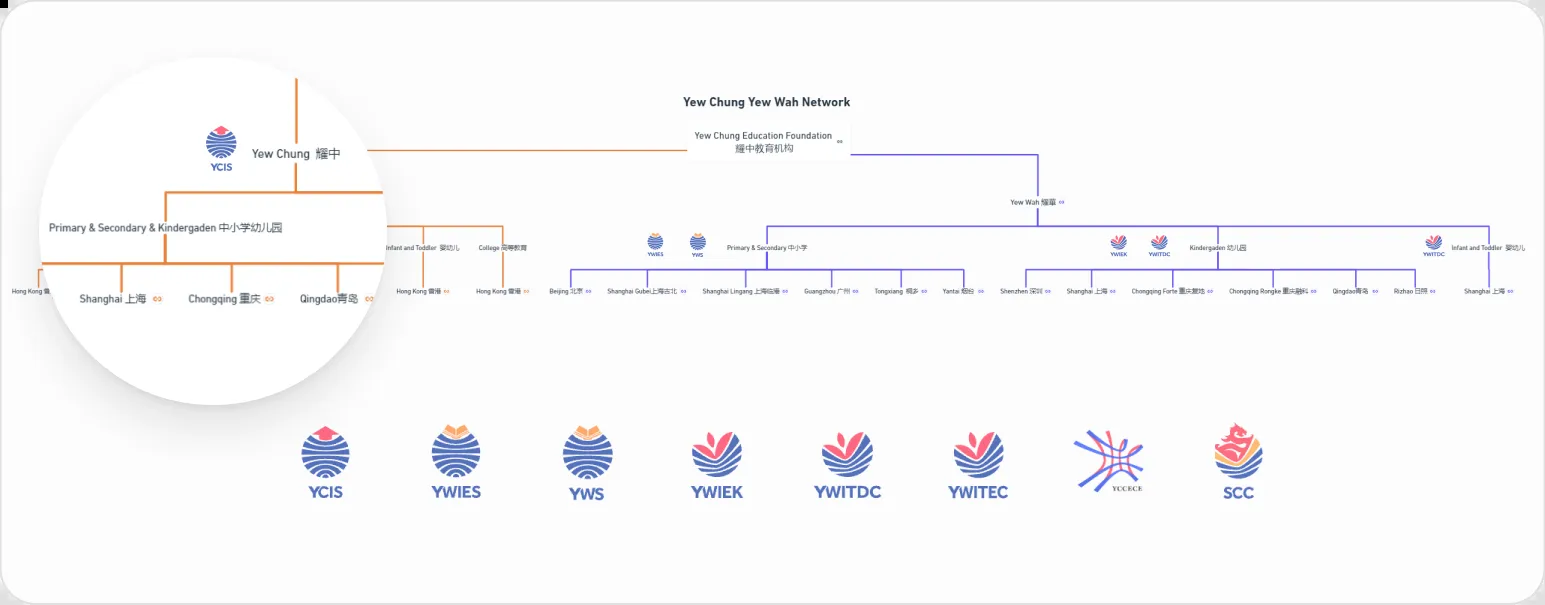 Yew Chung Yew Wah Network
Yew Chung Education Foundation
耀中教育机构
YCIS
Yew Chung 耀中
Yew Wah 耀華
Primary & Secondary & Kindergaden 中小学幼儿园
Infant and Toddler 婴幼儿
College 高等教育
YWIES
YWS
Primary & Secondary 中小学
YWIEK
YWITDC
Kindergaden 幼儿园
YWITDC
Infant and Toddler 婴幼儿
Hong Kong
Shanghai 上海
Chongqing 重庆
Qingdao青岛
Hong Kong 香港
Hong Kong 香港
Beijing 北京
Shanghai Gubei上海古北
Shanghai Lingang 上海临港
Guangzhou 广州
Tongxiang 桐乡
Yantai 烟台
Shenzhen 深圳
Shanghai 上海
Chongqing Forte 重庆复地
Chongqing Rongke 重庆融科
Qingdao青岛
Rizhao 日照
Shanghai 上海
YCIS
YWIES
YWS
YWIEK
YWITDC
YWITEC
YCCECE
SCC